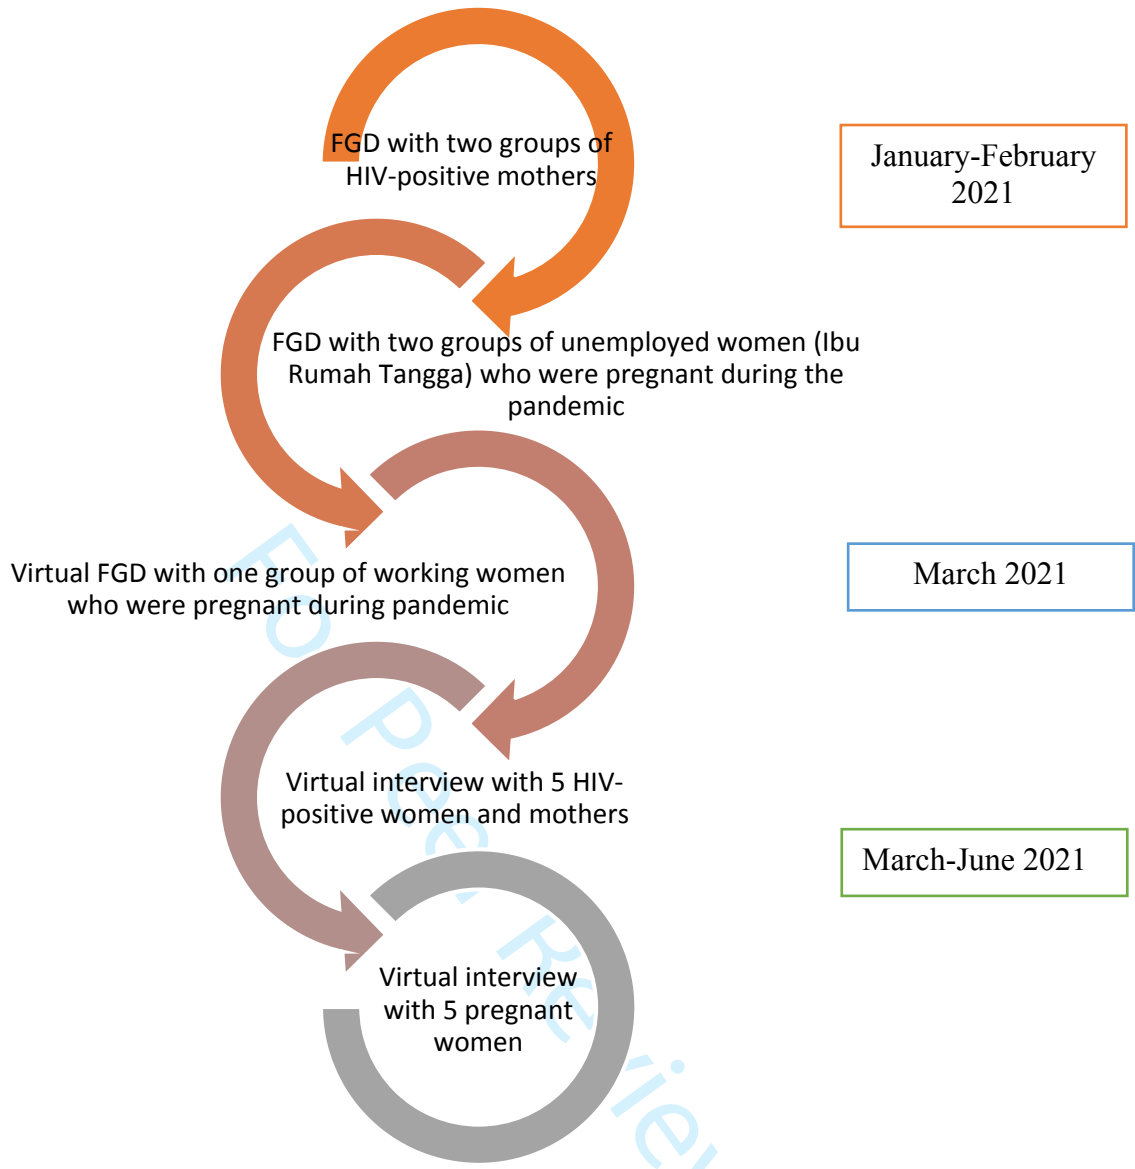 FGD with two groups of
HIV-positive mothers
January-February
2021
FGD with two groups of unemployed women (Ibu
Rumah Tangga) who were pregnant during the
pandemic
Virtual FGD with one group of working women
who were pregnant during pandemic
March 2021
Virtual interview with 5 HIV-
positive women and mothers
March-June 2021
Virtual interview
with 5 pregnant
women
Fo Peer Review